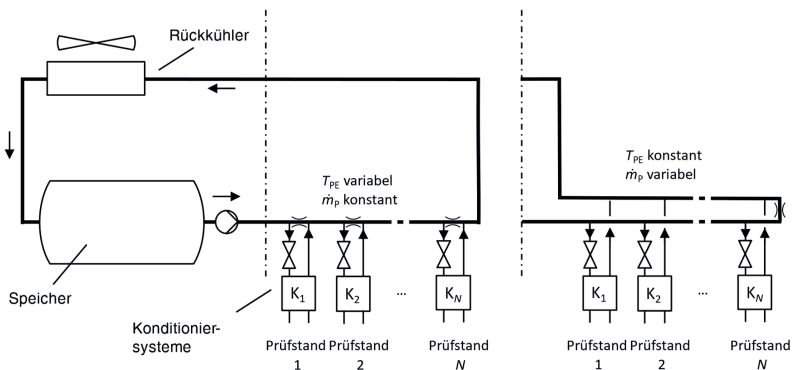 Rückkühler
T_PE variabel
ṁ_P konstant
T_PE konstant
ṁ_P variabel
Speicher
Konditionier-
systeme
K_1 K_2 ... K_N
K_1 K_2 ... K_N
Prüfstand Prüfstand Prüfstand
1 2 N
Prüfstand Prüfstand Prüfstand
1 2 N